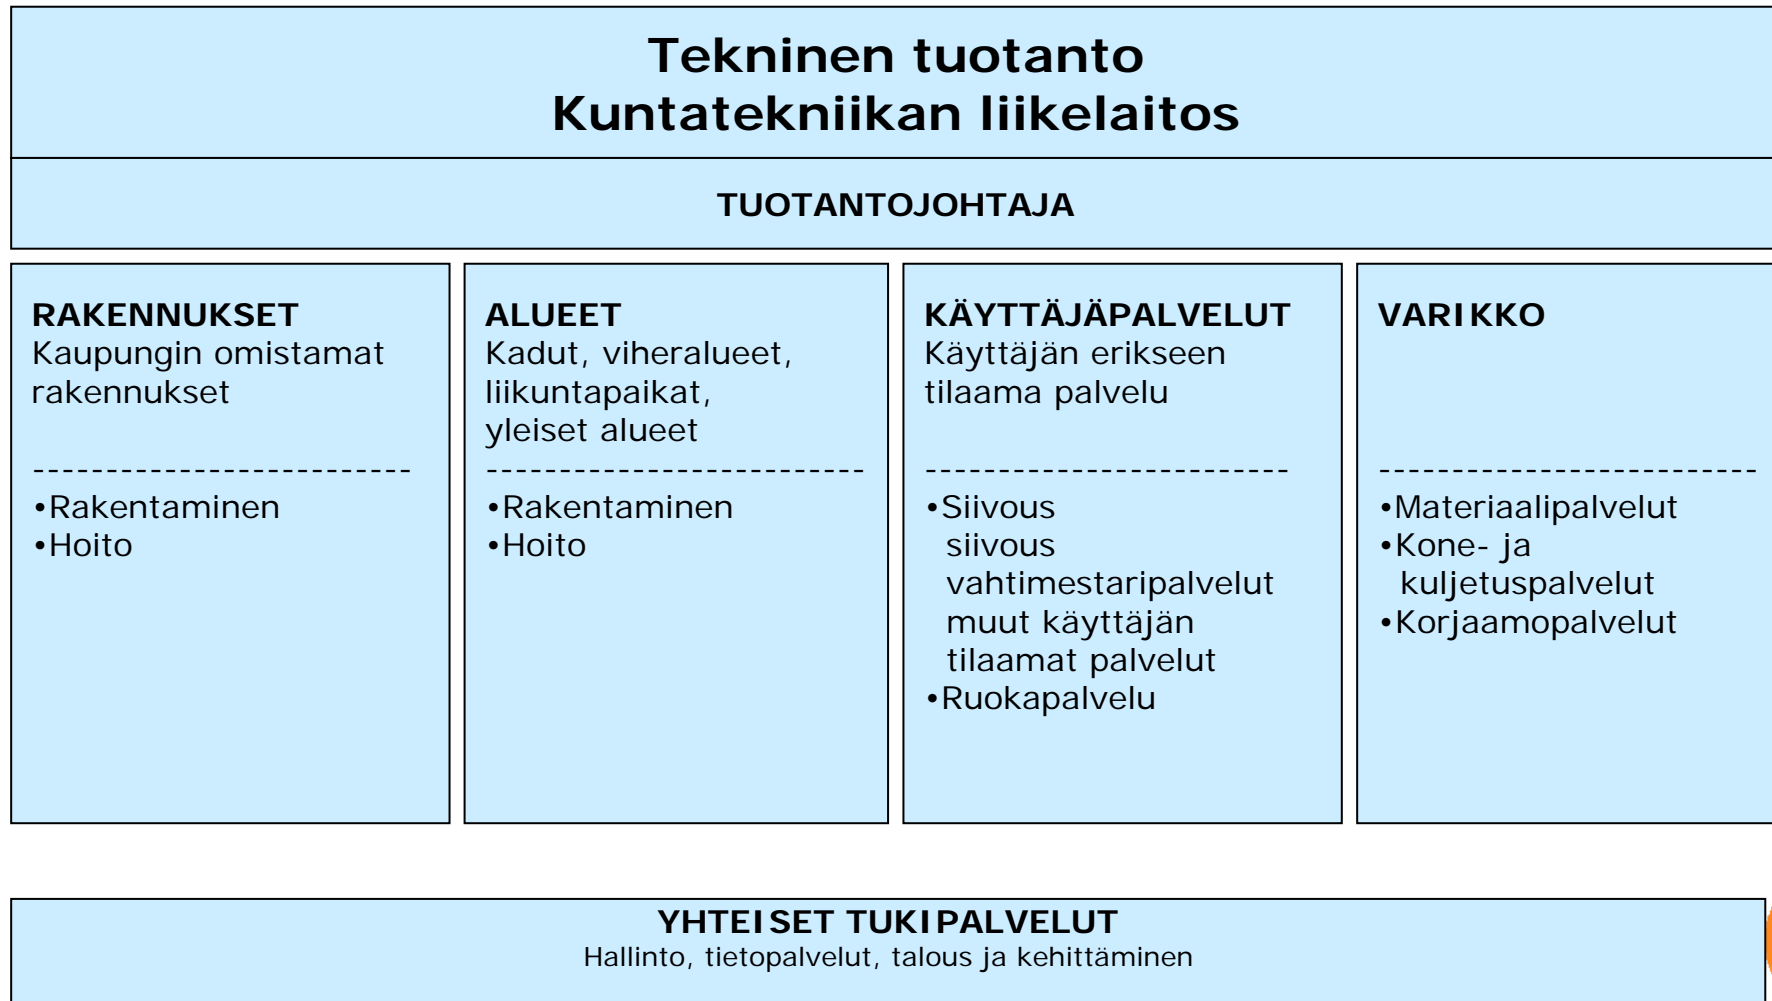 Tekninen tuotanto
Kuntatekniikan liikelaitos
TUOTANTOJOHTAJA
RAKENNUKSET
Kaupungin omistamat
rakennukset
--------------------------
•Rakentaminen
•Hoito
ALUEET
Kadut, viheralueet,
liikuntapaikat,
yleiset alueet
--------------------------
•Rakentaminen
•Hoito
KÄYTTÄJÄPALVELUT
Käyttäjän erikseen
tilaama palvelu
-------------------------
•Siivous
siivous
vahtimestaripalvelut
muut käyttäjän
tilaamat palvelut
•Ruokapalvelu
VARIKKO
--------------------------
•Materiaalipalvelut
•Kone- ja
kuljetuspalvelut
•Korjaamopalvelut
YHTEISET TUKIPALVELUT
Hallinto, tietopalvelut, talous ja kehittäminen